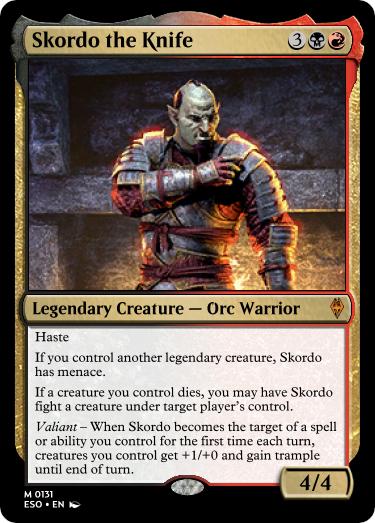 Skordo the Knife 3
Legendary Creature — Orc Warrior
Haste
If you control another legendary creature, Skordo
has menace.
If a creature you control dies, you may have Skordo
fight a creature under target player's control.
Valiant – When Skordo becomes the target of a spell
or ability you control for the first time each turn,
creatures you control get +1/+0 and gain trample
until end of turn.
4/4
M 0131
ESO • EN